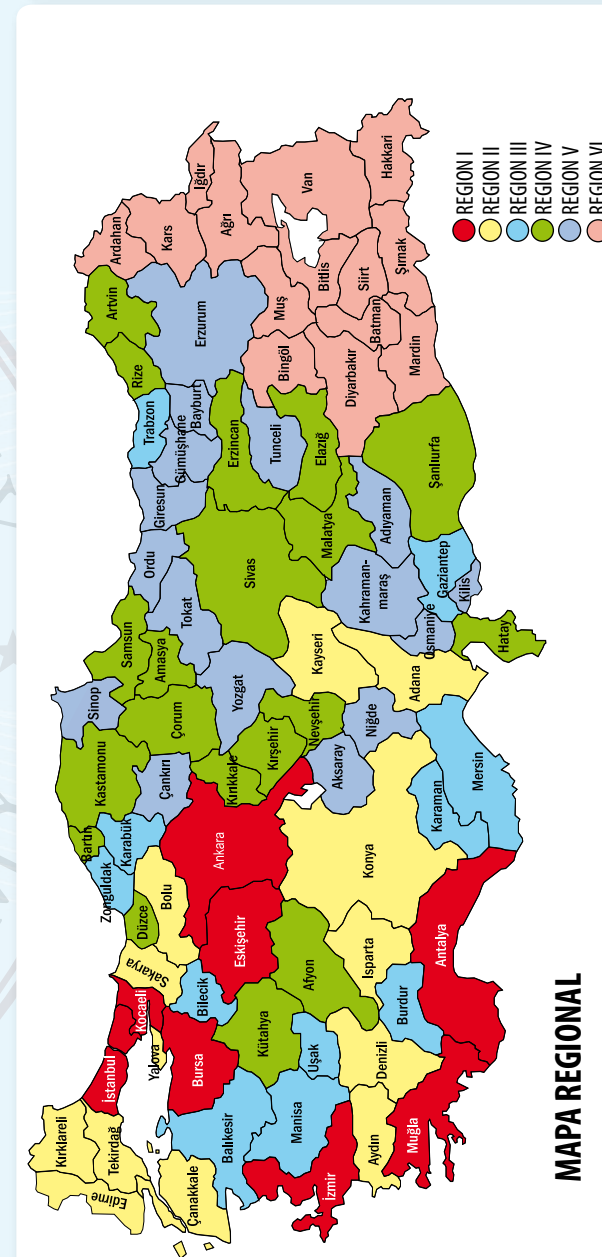 MAPA REGIONAL
Kırklareli
Edirne
Tekirdağ
İstanbul
Çanakkale
Yalova
Kocaeli
Sakarya
Bursa
Bilecik
Balıkesir
Manisa
İzmir
Aydın
Muğla
Uşak
Kütahya
Denizli
Afyon
Eskişehir
Burdur
Isparta
Antalya
Düzce
Bolu
Zonguldak
Bartın
Karabük
Kastamonu
Çankırı
Ankara
Konya
Karaman
Mersin
Sinop
Çorum
Kırıkkale
Kırşehir
Nevşehir
Aksaray
Niğde
Samsun
Amasya
Yozgat
Kayseri
Adana
Ordu
Tokat
Sivas
Kahraman-
maraş
Osmaniye
Hatay
Giresun
Gümüşhane
Malatya
Adıyaman
Gaziantep
Kilis
Trabzon
Bayburt
Erzincan
Tunceli
Elazığ
Şanlıurfa
Rize
Artvin
Erzurum
Bingöl
Muş
Diyarbakır
Batman
Mardin
Bitlis
Siirt
Şırnak
Ardahan
Kars
Iğdır
Ağrı
Van
Hakkari
REGION I
REGION II
REGION III
REGION IV
REGION V
REGION VI